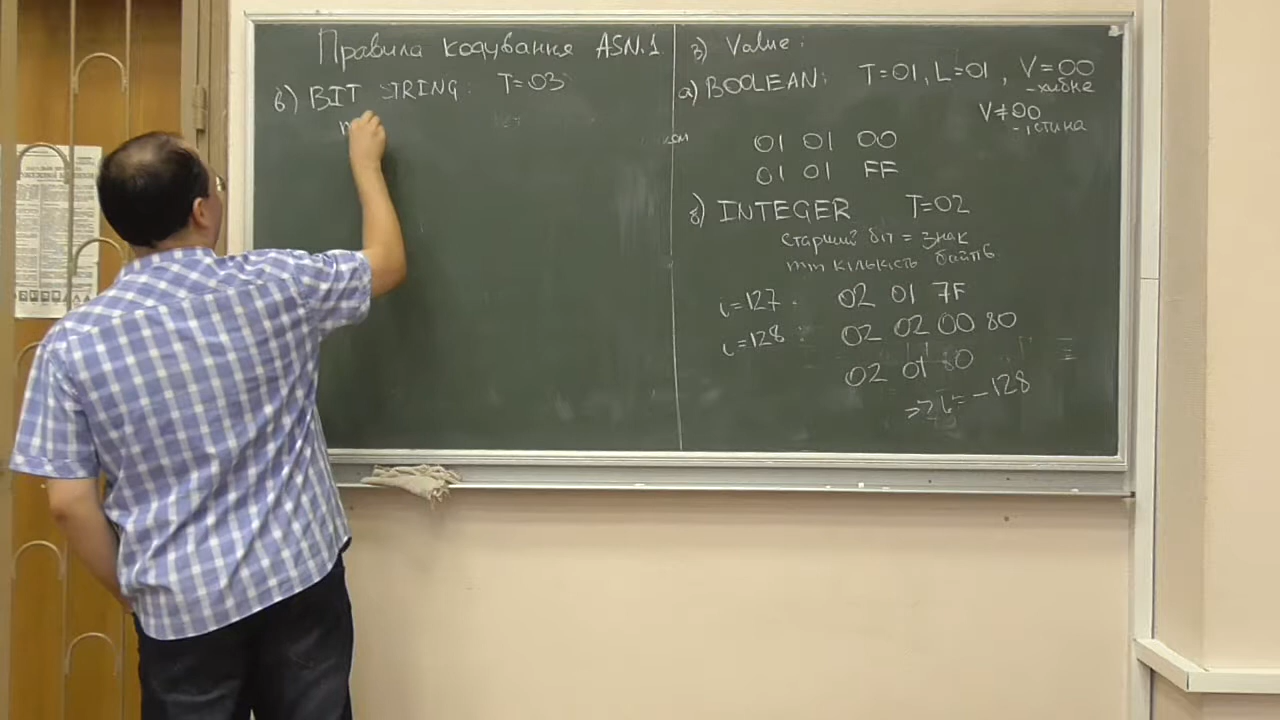 Правила кодування ASN.1
в) BIT STRING: T=03
3) Value:
а) BOOLEAN: T=01, L=01, V=00
- хибне
V≠00
- істина
01 01 00
01 01 FF
б) INTEGER T=02
старший біт = знак
min кількість байтів
i=127: 02 01 7F
i=128: 02 02 00 80
02 01 80
=> i=-128